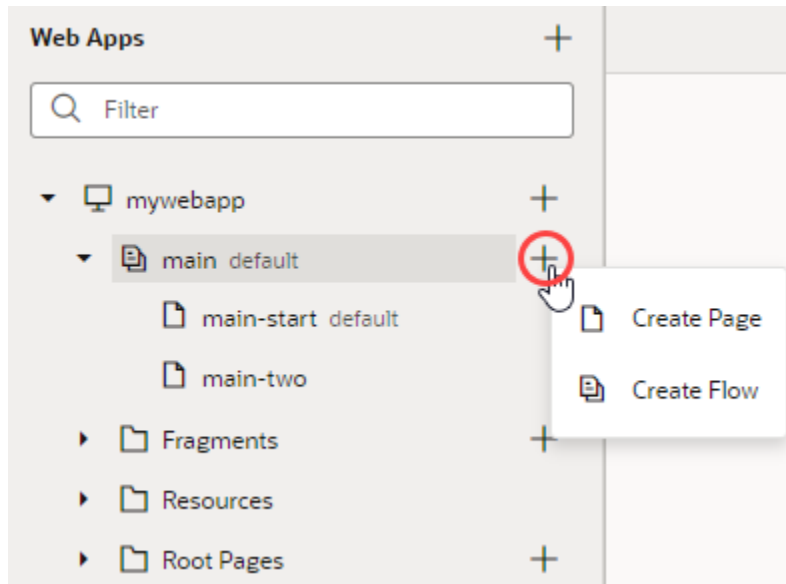 Web Apps
Filter
mywebapp
main default
main-start default
Create Page
main-two
Create Flow
Fragments
Resources
Root Pages